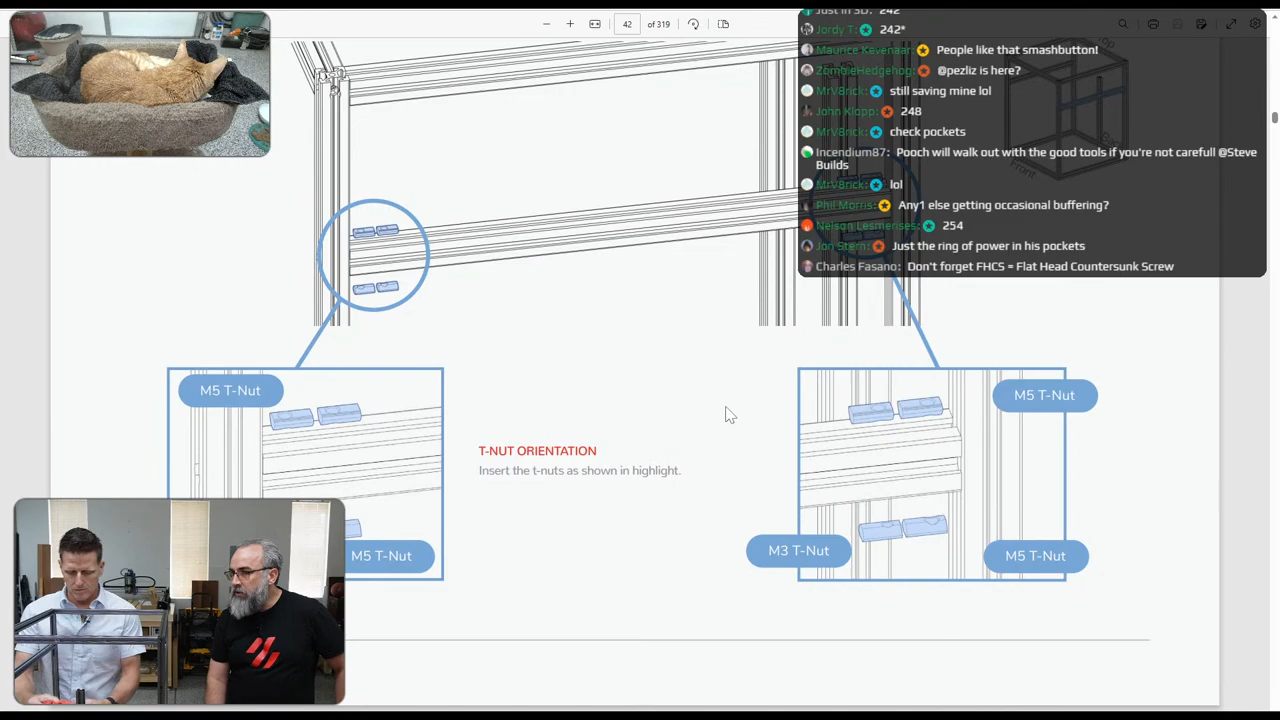 42 of 319
Just in 3D: 242
Jordy T: 242*
Maurice Kevenaar: People like that smashbutton!
ZombieHedgehog: @pezliz is here?
MrV8rick: still saving mine lol
John Klopp: 248
MrV8rick: check pockets
Incendium87: Pooch will walk out with the good tools if you're not carefull @Steve
Builds
MrV8rick: lol
Phil Morris: Any1 else getting occasional buffering?
Nelson Lesmenses: 254
Jon Stern: Just the ring of power in his pockets
Charles Fasano: Don't forget FHCS = Flat Head Countersunk Screw
Front
M5 T-Nut
M5 T-Nut
T-NUT ORIENTATION
Insert the t-nuts as shown in highlight.
M5 T-Nut
M3 T-Nut
M5 T-Nut